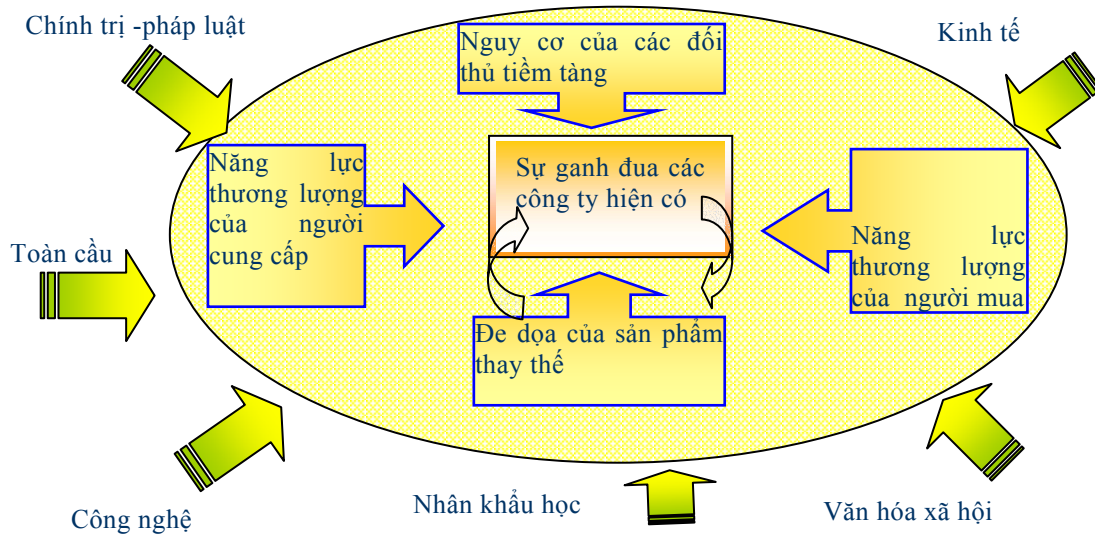 Chính trị -pháp luật
Kinh tế
Nguy cơ của các đối
thủ tiềm tàng
Năng lực
thương lượng
của người
cung cấp
Sự ganh đua các
công ty hiện có
Năng lực
thương lượng
của người mua
Toàn cầu
Đe dọa của sản phẩm
thay thế
Công nghệ
Nhân khẩu học
Văn hóa xã hội